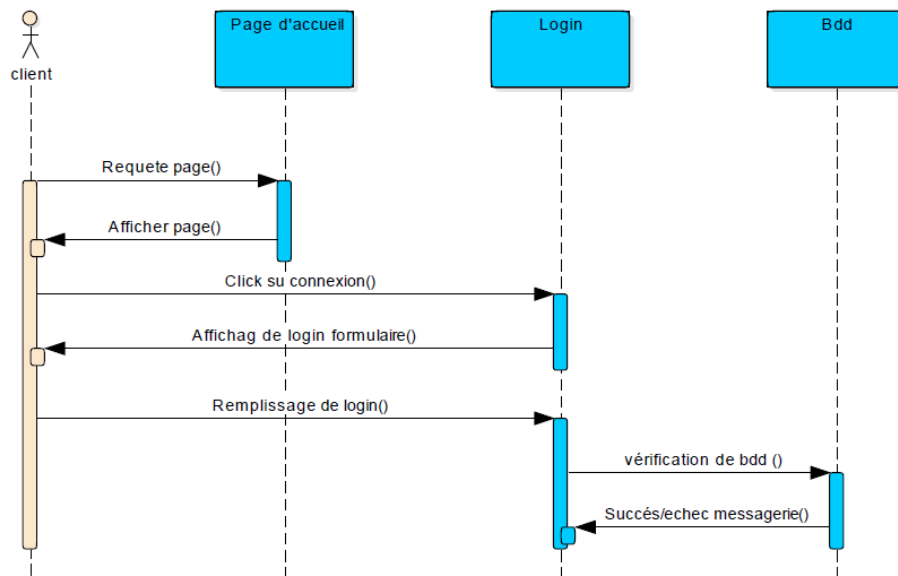 Page d'accueil
Login
Bdd
client
Requete page()
Afficher page()
Click su connexion()
Affichag de login formulaire()
Remplissage de login()
vérification de bdd ()
Succés/echec messagerie()